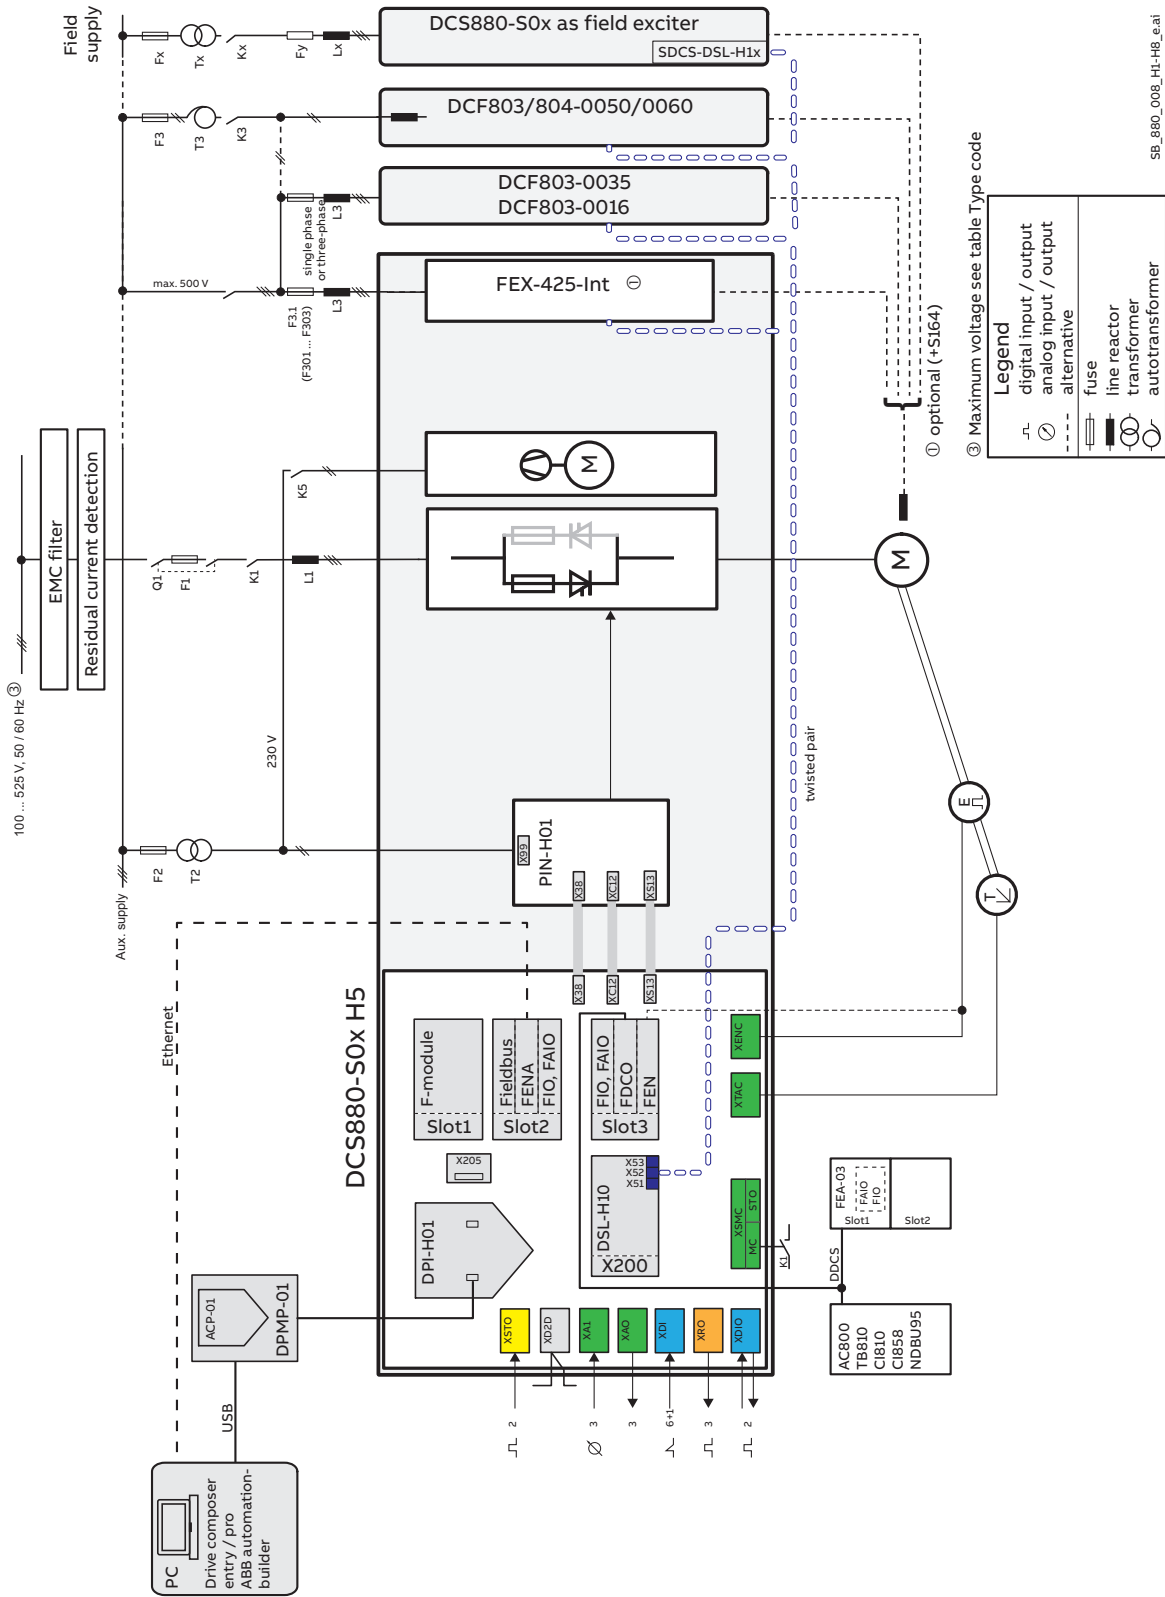 Field
supply
Fx
Tx
Kx
Fy
Lx
DCS880-S0x as field exciter
SDCS-DSL-H1x
F3
T3
K3
DCF803/804-0050/0060
single phase
or three-phase
L3
DCF803-0035
DCF803-0016
max. 500 V
F3.1
(F301 ... F303)
L3
FEX-425-Int ①
100 ... 525 V, 50 / 60 Hz ③
EMC filter
Residual current detection
Q1
F1
K1
L1
K5
M
M
230 V
Aux. supply
F2
T2
X99
PIN-H01
X38
XC12
XS13
X38
XC12
XS13
twisted pair
E
T
Ethernet
DCS880-S0x H5
F-module
Slot1
Fieldbus
FENA
FIO, FAIO
Slot2
FIO, FAIO
FDCO
FEN
Slot3
XENC
XTAC
X205
DPI-H01
DSL-H10
X53
X52
X51
X200
XSMC
MC
STO
K1
DDCS
FEA-03
FAIO
FIO
Slot1
Slot2
AC800
TB810
CI810
CI858
NDBU95
XSTO
XD2D
XA1
XAO
XDI
XRO
XDIO
2
3
3
6+1
3
2
ACP-01
DPMP-01
USB
PC
Drive composer
entry / pro
ABB automation-
builder
① optional (+S164)
③ Maximum voltage see table Type code
Legend
digital input / output
analog input / output
alternative
fuse
line reactor
transformer
autotransformer
SB_880_008_H1-H8_e.ai